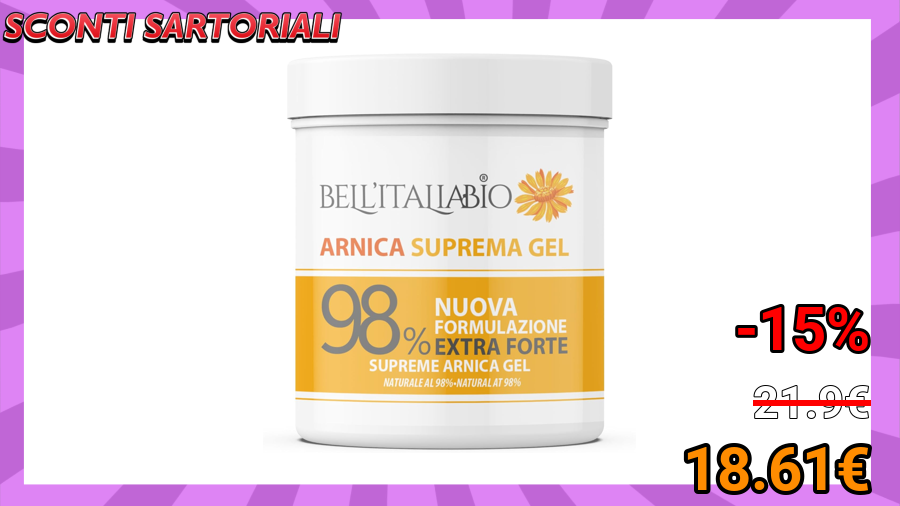 SCONTI SARTORIALI
BELL'ITALIABIO®
ARNICA SUPREMA GEL
98%
NUOVA
FORMULAZIONE
EXTRA FORTE
SUPREME ARNICA GEL
NATURALE AL 98%-NATURAL AT 98%
-15%
21.9€
18.61€